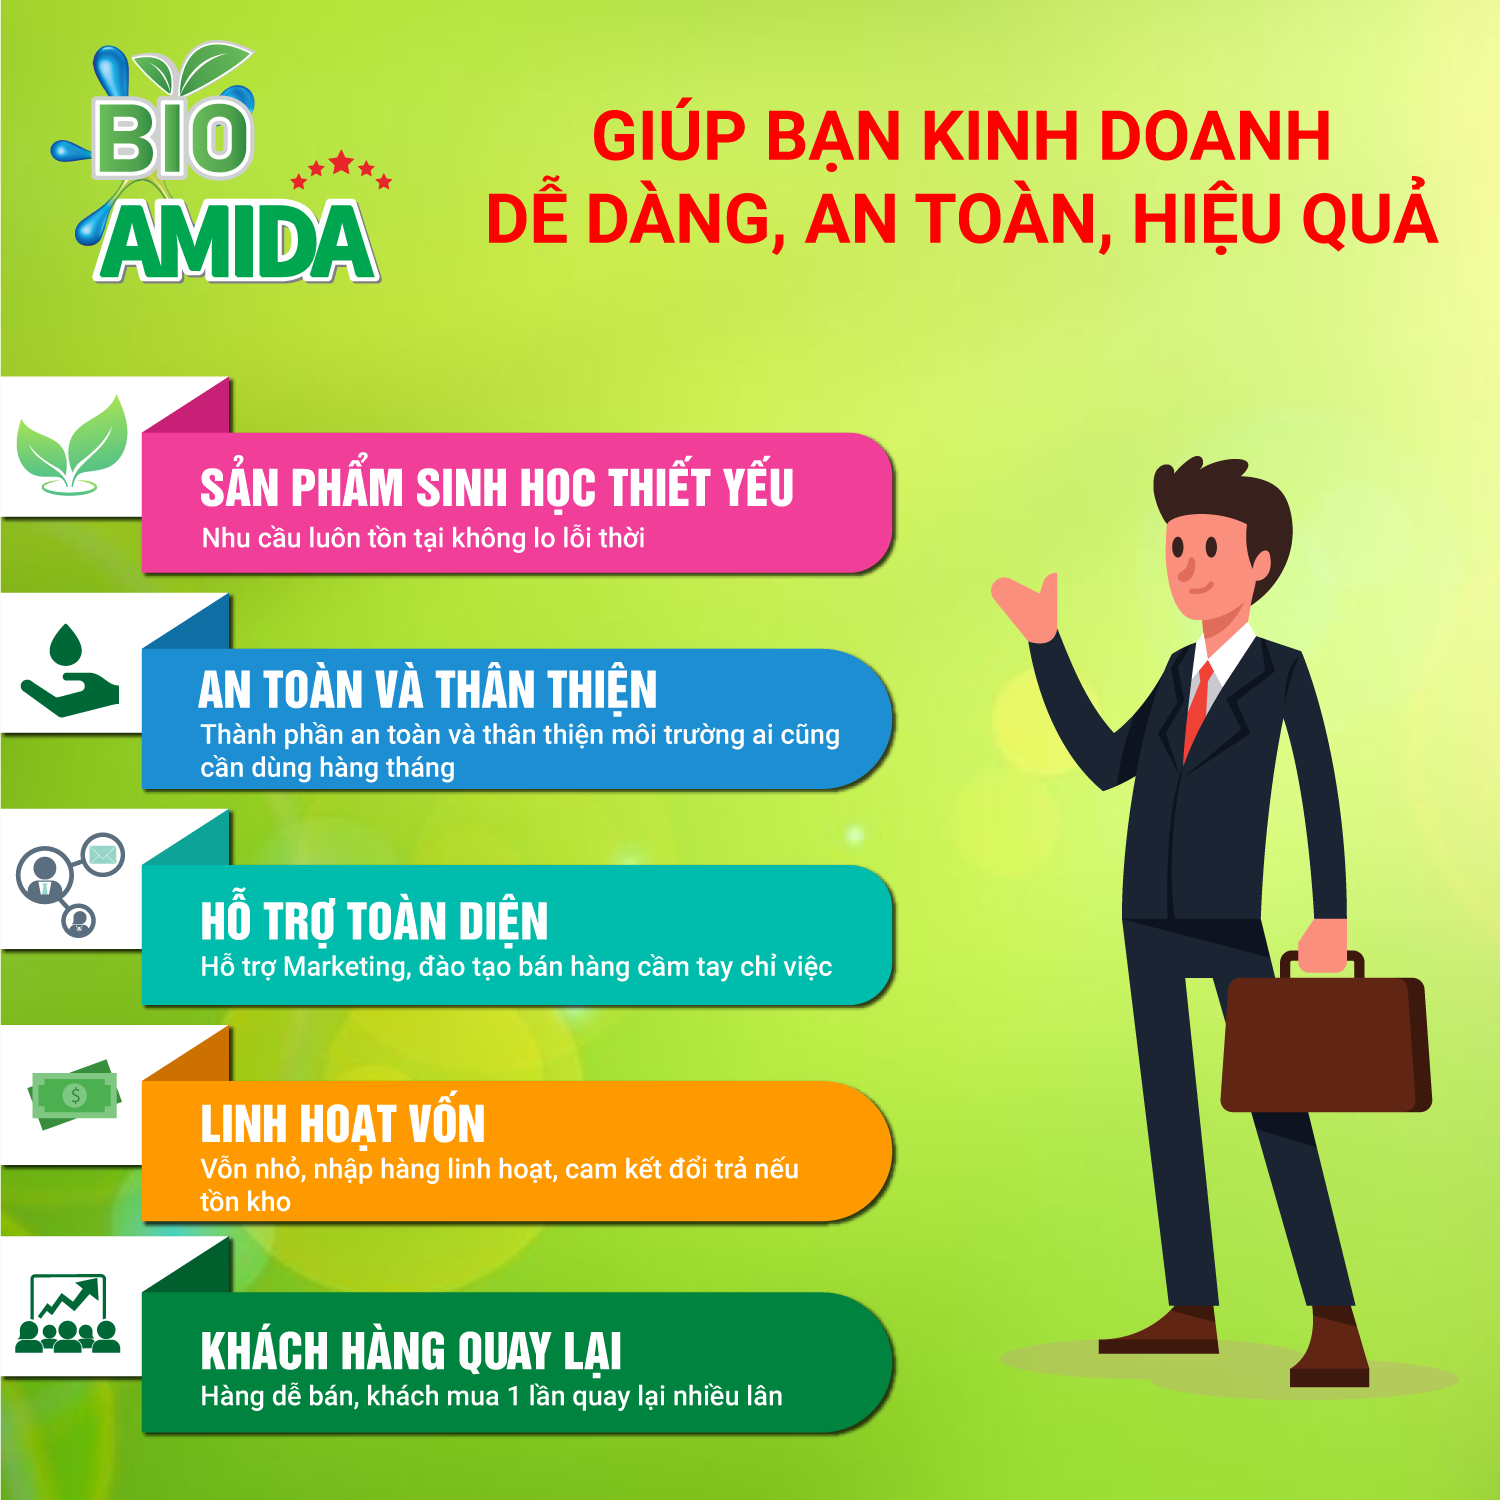 BIO
AMIDA
GIÚP BẠN KINH DOANH
DỄ DÀNG, AN TOÀN, HIỆU QUẢ
SẢN PHẨM SINH HỌC THIẾT YẾU
Nhu cầu luôn tồn tại không lo lỗi thời
AN TOÀN VÀ THÂN THIỆN
Thành phần an toàn và thân thiện môi trường ai cũng
cần dùng hàng tháng
HỖ TRỢ TOÀN DIỆN
Hỗ trợ Marketing, đào tạo bán hàng cầm tay chỉ việc
$
LINH HOẠT VỐN
Vỗn nhỏ, nhập hàng linh hoạt, cam kết đổi trả nếu
tồn kho
KHÁCH HÀNG QUAY LẠI
Hàng dễ bán, khách mua 1 lần quay lại nhiều lân